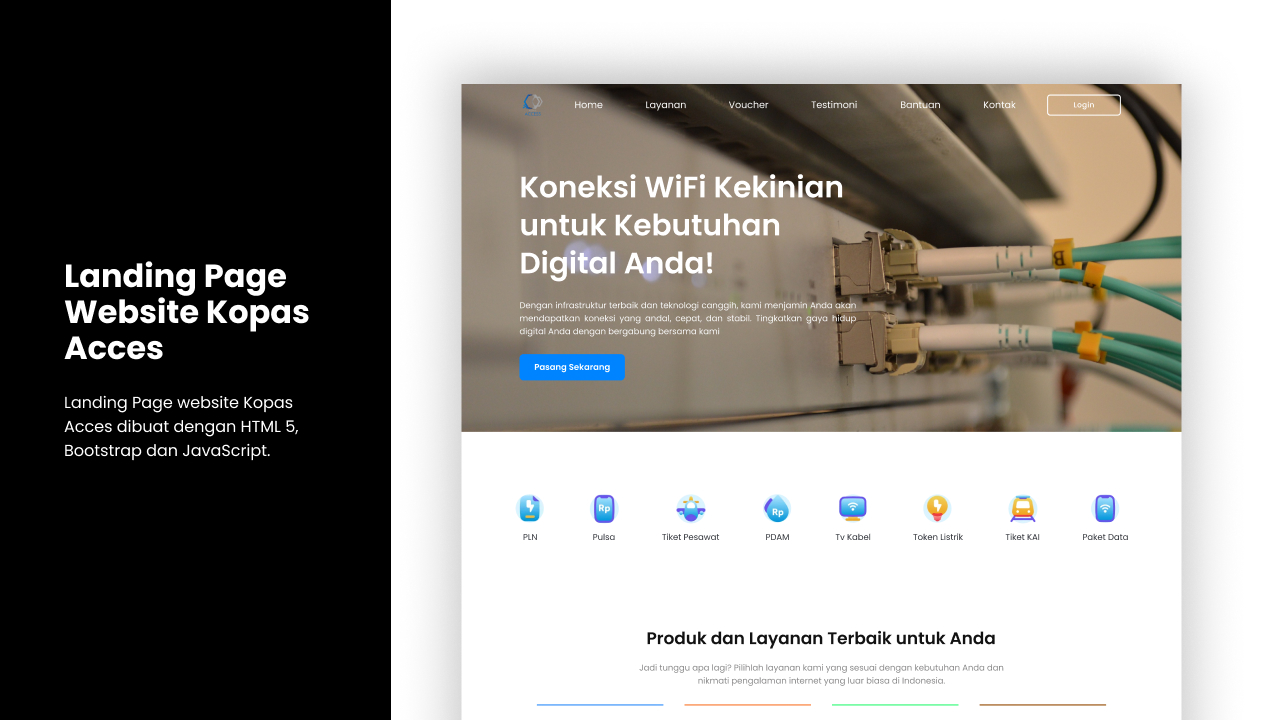 Landing Page
Website Kopas
Acces
Landing Page website Kopas
Acces dibuat dengan HTML 5,
Bootstrap dan JavaScript.
Home Layanan Voucher Testimoni Bantuan Kontak Login
Koneksi WiFi Kekinian
untuk Kebutuhan
Digital Anda!
Dengan infrastruktur terbaik dan teknologi canggih, kami menjamin Anda akan
mendapatkan koneksi yang andal, cepat, dan stabil. Tingkatkan gaya hidup
digital Anda dengan bergabung bersama kami
Pasang Sekarang
Rp Rp
PLN Pulsa Tiket Pesawat PDAM Tv Kabel Token Listrik Tiket KAI Paket Data
Produk dan Layanan Terbaik untuk Anda
Jadi tunggu apa lagi? Pilihlah layanan kami yang sesuai dengan kebutuhan Anda dan
nikmati pengalaman internet yang luar biasa di Indonesia.